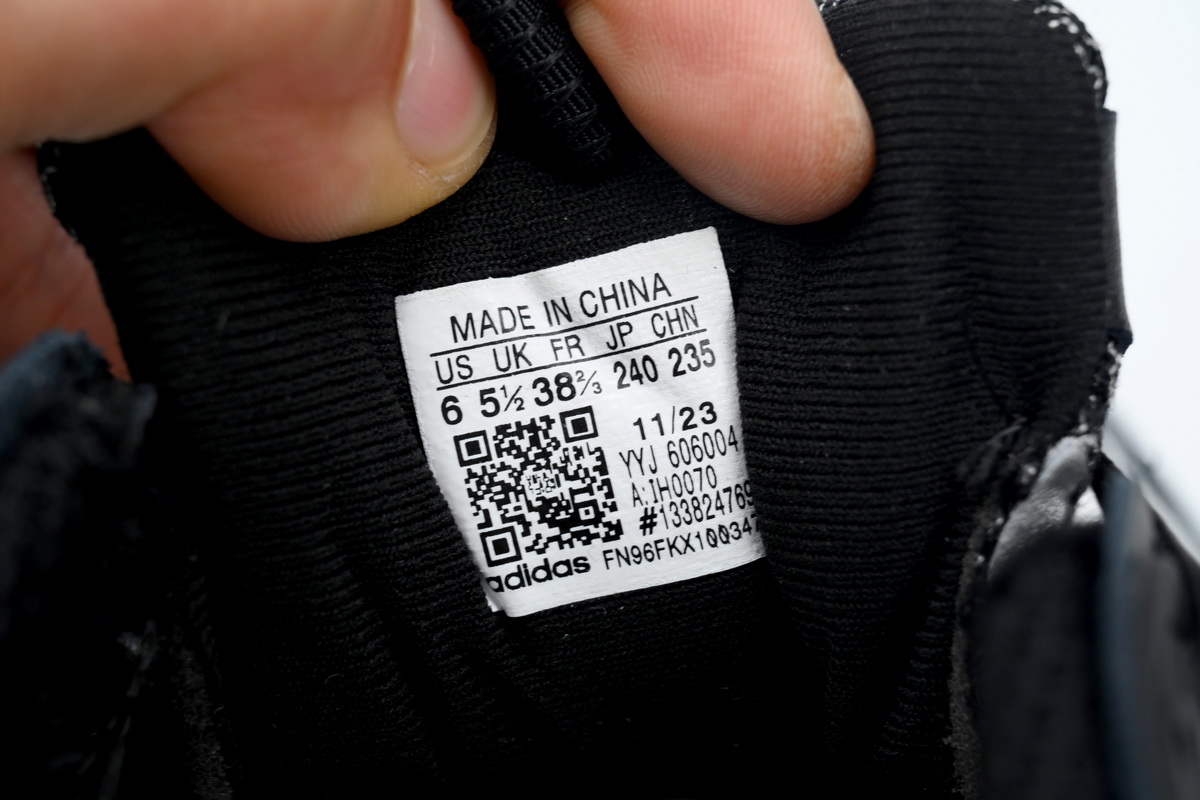 MADE IN CHINA
US UK FR JP CHN
6 5½ 38⅔ 240 235
11/23
YYJ 606004
A:IH0070
#133824769
FN96FKX100347
adidas